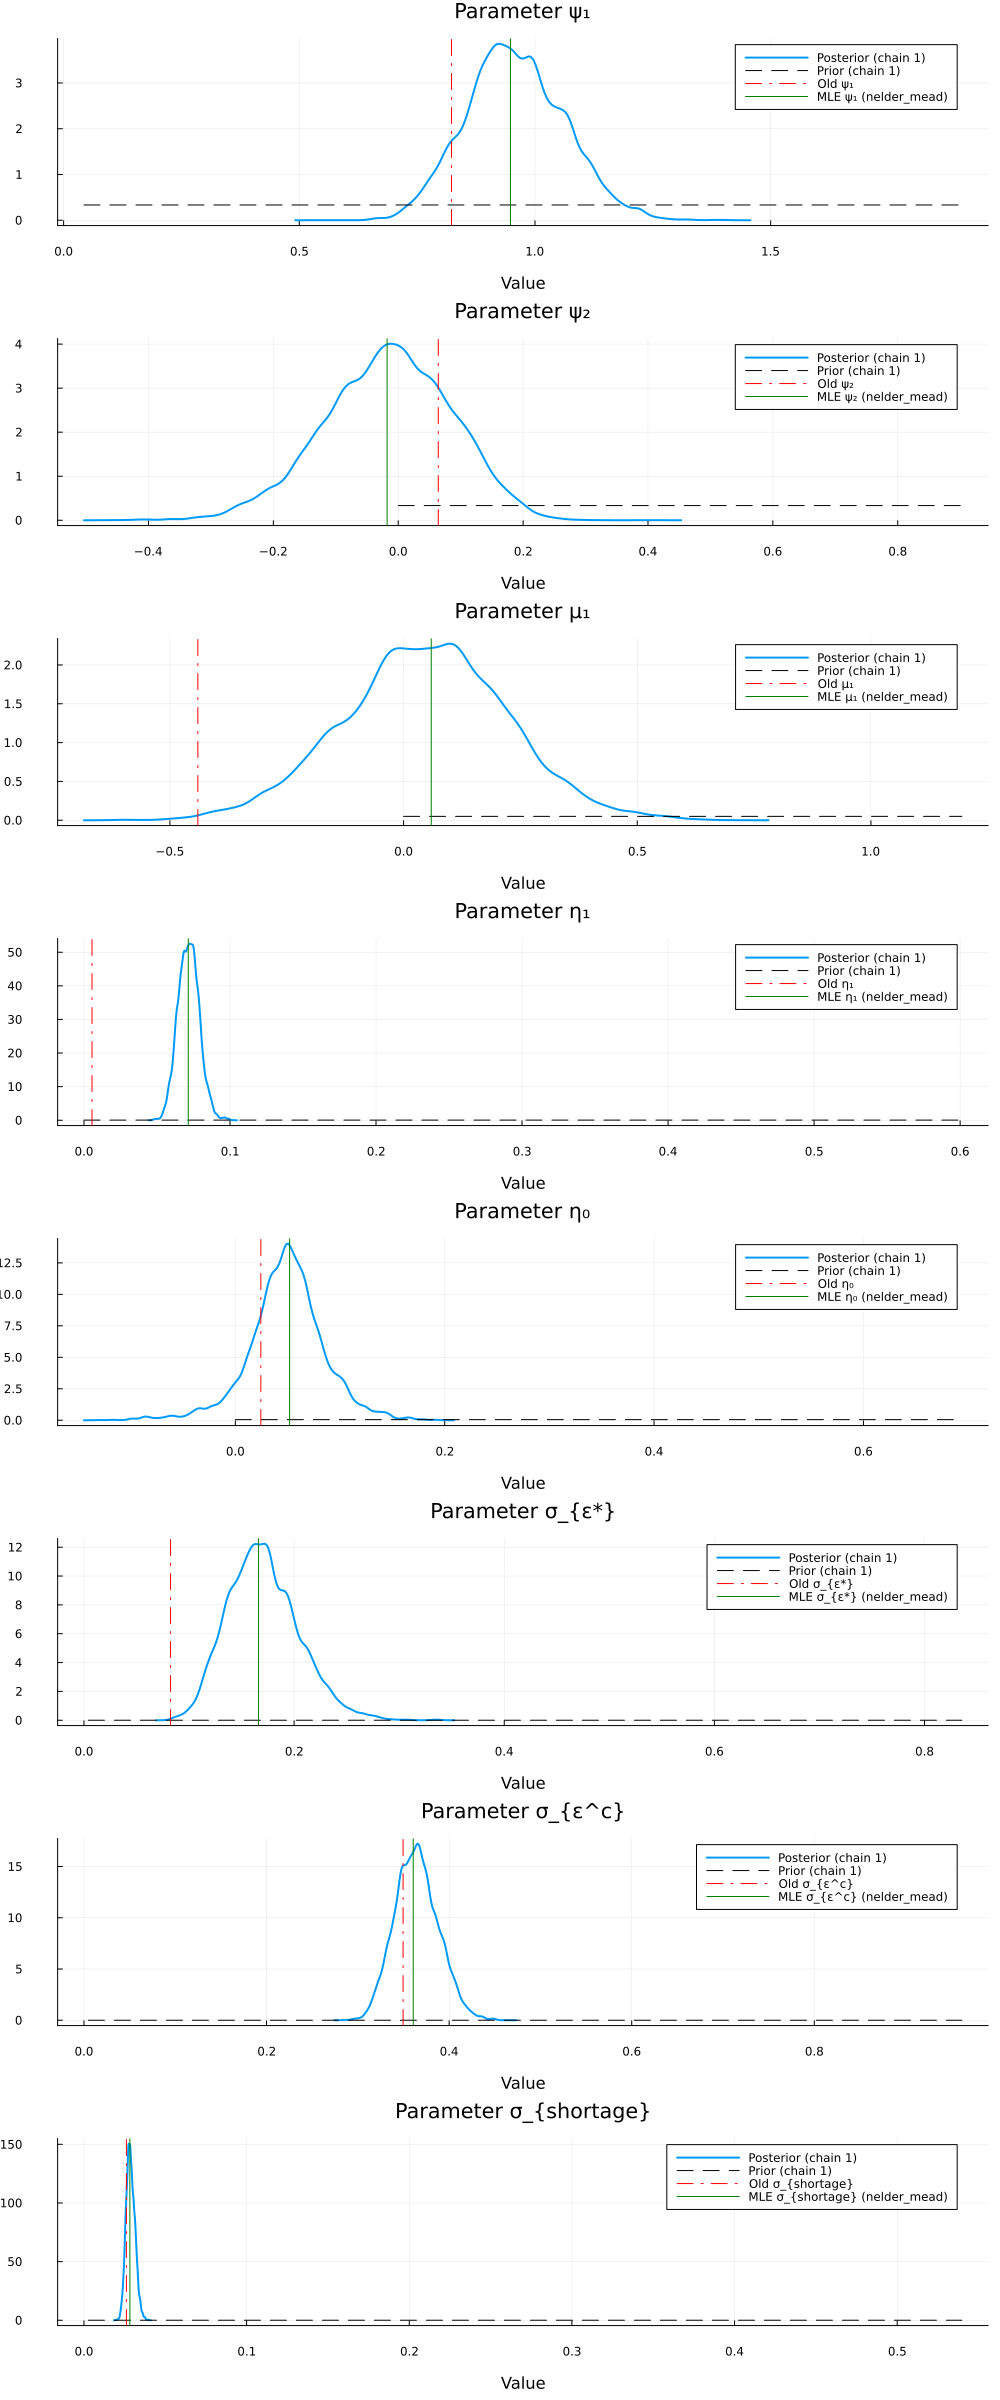 Parameter ψ₁
Posterior (chain 1)
Prior (chain 1)
Old ψ₁
MLE ψ₁ (nelder_mead)
3
2
1
0
0.0 0.5 1.0 1.5
Value
Parameter ψ₂
Posterior (chain 1)
Prior (chain 1)
Old ψ₂
MLE ψ₂ (nelder_mead)
4
3
2
1
0
−0.4 −0.2 0.0 0.2 0.4 0.6 0.8
Value
Parameter μ₁
Posterior (chain 1)
Prior (chain 1)
Old μ₁
MLE μ₁ (nelder_mead)
2.0
1.5
1.0
0.5
0.0
−0.5 0.0 0.5 1.0
Value
Parameter η₁
Posterior (chain 1)
Prior (chain 1)
Old η₁
MLE η₁ (nelder_mead)
50
40
30
20
10
0
0.0 0.1 0.2 0.3 0.4 0.5 0.6
Value
Parameter η₀
Posterior (chain 1)
Prior (chain 1)
Old η₀
MLE η₀ (nelder_mead)
12.5
10.0
7.5
5.0
2.5
0.0
0.0 0.2 0.4 0.6
Value
Parameter σ_{ε*}
Posterior (chain 1)
Prior (chain 1)
Old σ_{ε*}
MLE σ_{ε*} (nelder_mead)
12
10
8
6
4
2
0
0.0 0.2 0.4 0.6 0.8
Value
Parameter σ_{ε^c}
Posterior (chain 1)
Prior (chain 1)
Old σ_{ε^c}
MLE σ_{ε^c} (nelder_mead)
15
10
5
0
0.0 0.2 0.4 0.6 0.8
Value
Parameter σ_{shortage}
Posterior (chain 1)
Prior (chain 1)
Old σ_{shortage}
MLE σ_{shortage} (nelder_mead)
150
100
50
0
0.0 0.1 0.2 0.3 0.4 0.5
Value